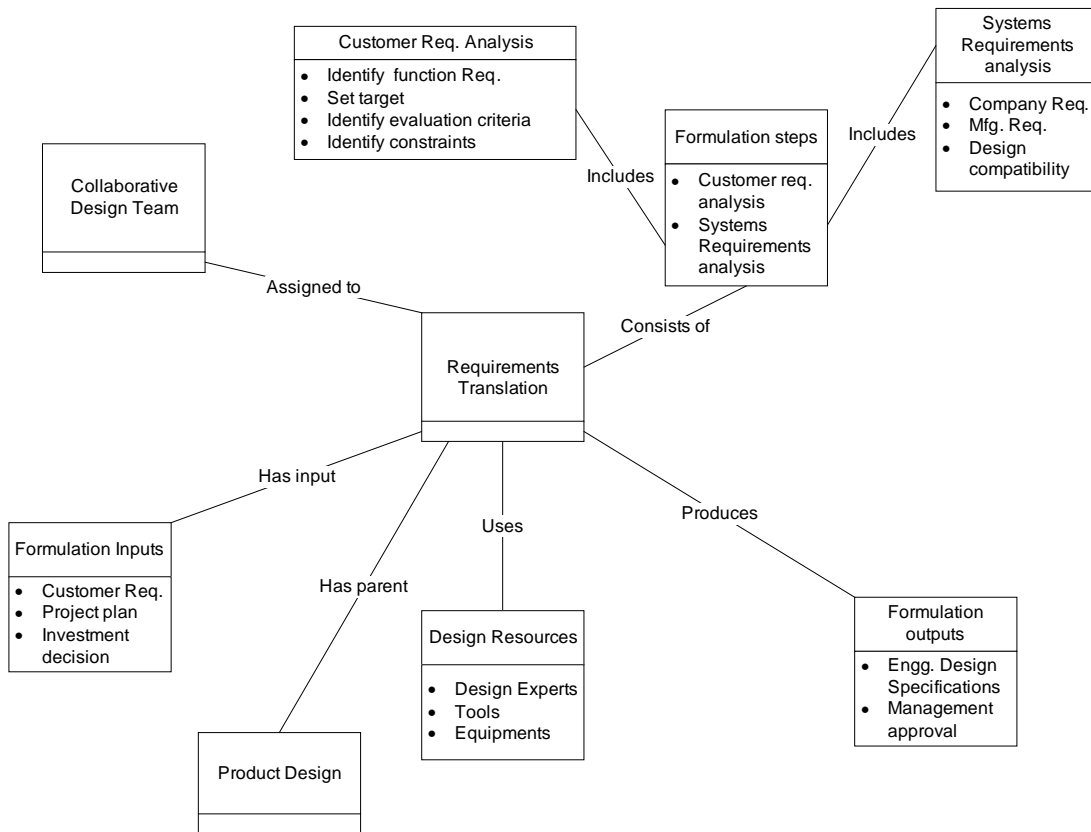 Customer Req. Analysis
• Identify function Req.
• Set target
• Identify evaluation criteria
• Identify constraints
Systems
Requirements
analysis
• Company Req.
• Mfg. Req.
• Design
compatibility
Includes
Includes
Formulation steps
• Customer req.
analysis
• Systems
Requirements
analysis
Collaborative
Design Team
Assigned to
Consists of
Requirements
Translation
Has input
Uses
Produces
Has parent
Formulation Inputs
• Customer Req.
• Project plan
• Investment
decision
Design Resources
• Design Experts
• Tools
• Equipments
Formulation
outputs
• Engg. Design
Specifications
• Management
approval
Product Design